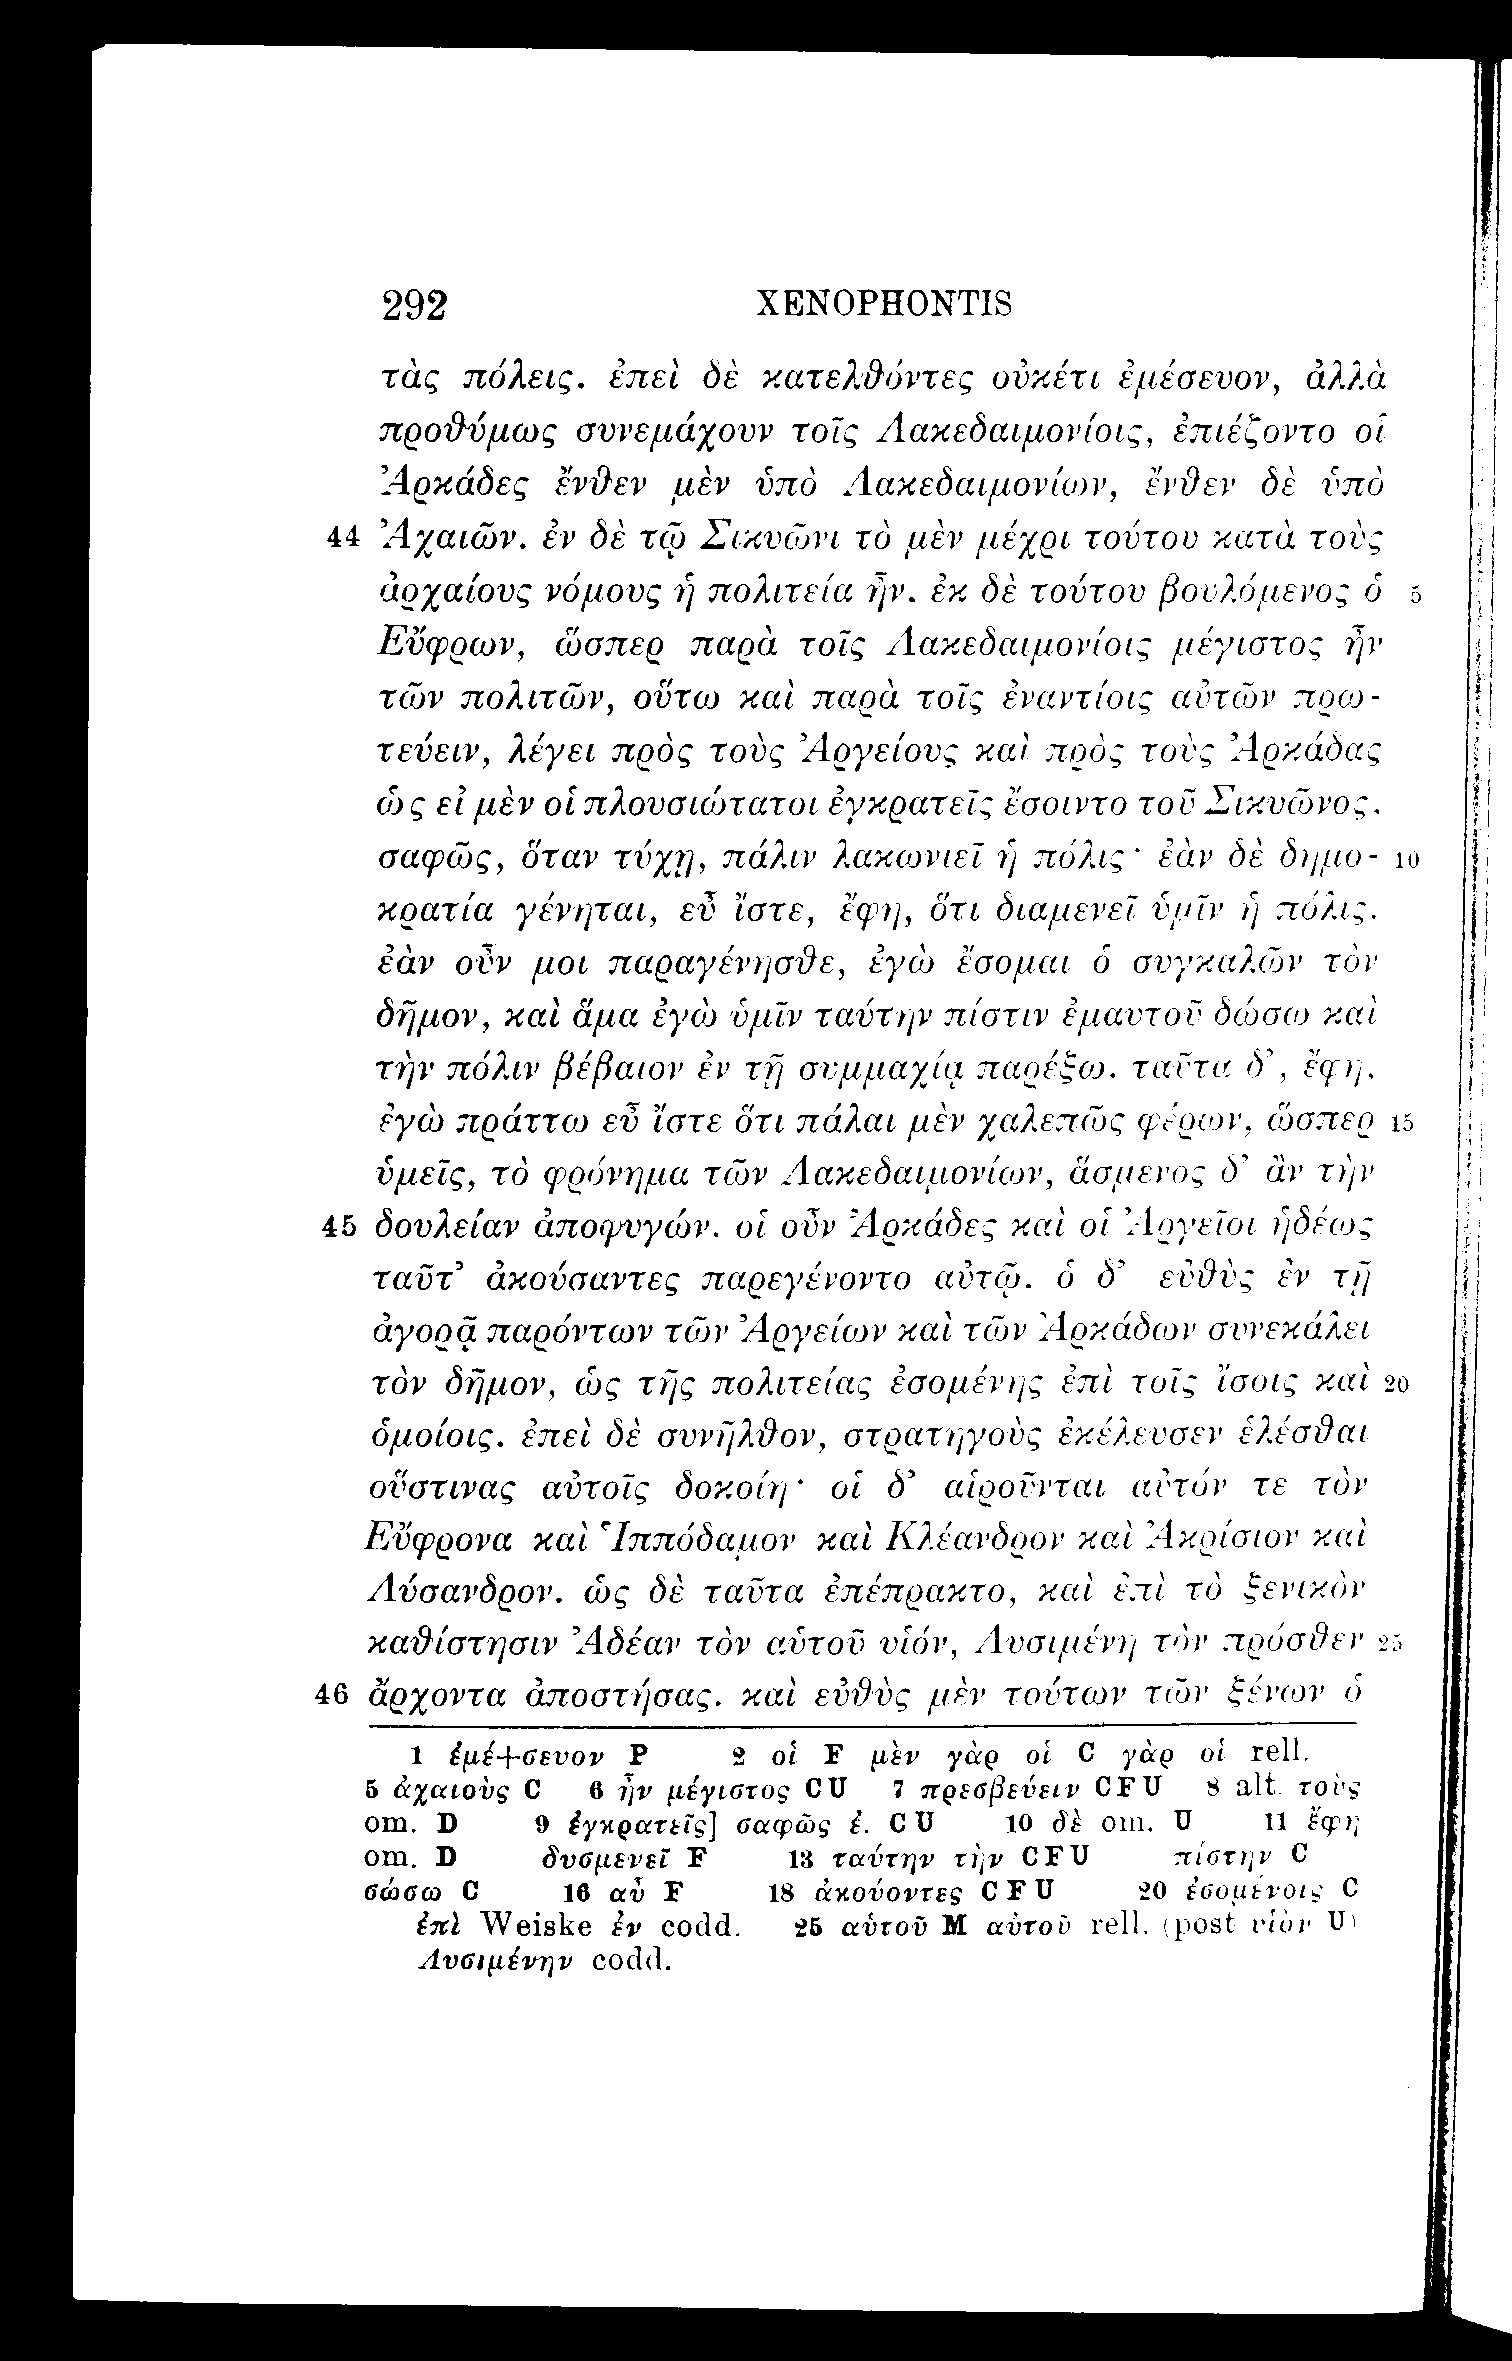 292 XENOPHONTIS
τὰς πόλεις. ἐπεὶ δὲ κατελθόντες οὐκέτι ἐμέσευον, ἀλλὰ
προθύμως συνεμάχουν τοῖς Λακεδαιμονίοις, ἐπιέζοντο οἱ
Ἀρκάδες ἔνθεν μὲν ὑπὸ Λακεδαιμονίων, ἔνθεν δὲ ὑπὸ
44 Ἀχαιῶν. ἐν δὲ τῷ Σικυῶνι τὸ μὲν μέχρι τούτου κατὰ τοὺς
ἀρχαίους νόμους ἡ πολιτεία ἦν. ἐκ δὲ τούτου βουλόμενος ὁ 5
Εὔφρων, ὥσπερ παρὰ τοῖς Λακεδαιμονίοις μέγιστος ἦν
τῶν πολιτῶν, οὕτω καὶ παρὰ τοῖς ἐναντίοις αὐτῶν πρω-
τεύειν, λέγει πρὸς τοὺς Ἀργείους καὶ πρὸς τοὺς Ἀρκάδας
ὡς εἰ μὲν οἱ πλουσιώτατοι ἐγκρατεῖς ἔσοιντο τοῦ Σικυῶνος,
σαφῶς, ὅταν τύχῃ, πάλιν λακωνιεῖ ἡ πόλις· ἐὰν δὲ δημο- 10
κρατία γένηται, εὖ ἴστε, ἔφη, ὅτι διαμενεῖ ὑμῖν ἡ πόλις.
ἐὰν οὖν μοι παραγένησθε, ἐγὼ ἔσομαι ὁ συγκαλῶν τὸν
δῆμον, καὶ ἅμα ἐγὼ ὑμῖν ταύτην πίστιν ἐμαυτοῦ δώσω καὶ
τὴν πόλιν βέβαιον ἐν τῇ συμμαχίᾳ παρέξω. ταῦτα δ’, ἔφη,
ἐγὼ πράττω εὖ ἴστε ὅτι πάλαι μὲν χαλεπῶς φέρων, ὥσπερ 15
ὑμεῖς, τὸ φρόνημα τῶν Λακεδαιμονίων, ἅσμενος δ’ ἂν τὴν
45 δουλείαν ἀποφυγών. οἱ οὖν Ἀρκάδες καὶ οἱ Ἀργεῖοι ἡδέως
ταῦτ’ ἀκούσαντες παρεγένοντο αὐτῷ. ὁ δ’ εὐθὺς ἐν τῇ
ἀγορᾷ παρόντων τῶν Ἀργείων καὶ τῶν Ἀρκάδων συνεκάλει
τὸν δῆμον, ὡς τῆς πολιτείας ἐσομένης ἐπὶ τοῖς ἴσοις καὶ 20
ὁμοίοις. ἐπεὶ δὲ συνῆλθον, στρατηγοὺς ἐκέλευσεν ἑλέσθαι
οὕστινας αὐτοῖς δοκοίη· οἱ δ’ αἱροῦνται αὐτόν τε τὸν
Εὔφρονα καὶ Ἱππόδαμον καὶ Κλέανδρον καὶ Ἀκρίσιον καὶ
Λύσανδρον. ὡς δὲ ταῦτα ἐπέπρακτο, καὶ ἐπὶ τὸ ξενικὸν
καθίστησιν Ἀδέαν τὸν αὑτοῦ υἱόν, Λυσιμένη τὸν πρόσθεν 25
46 ἄρχοντα ἀποστήσας. καὶ εὐθὺς μὲν τούτων τῶν ξένων ὁ
1 ἐμέ+σευον P 2 οἱ F μὲν γὰρ οἱ C γὰρ οἱ rell.
5 ἀχαιοὺς C 6 ἦν μέγιστος CU 7 πρεσβεύειν CFU 8 alt. τοὺς
om. D 9 ἐγκρατεῖς] σαφῶς ἐ. CU 10 δὲ om. U 11 ἔφη
om. D δυσμενεῖ F 13 ταύτην τὴν CFU πίστην C
σώσω C 16 αὖ F 18 ἀκούοντες CFU 20 ἐσομένοις C
ἐπὶ Weiske ἐν codd. 25 αὑτοῦ M αὐτοῦ rell. (post υἱὸν U)
Λυσιμένην codd.